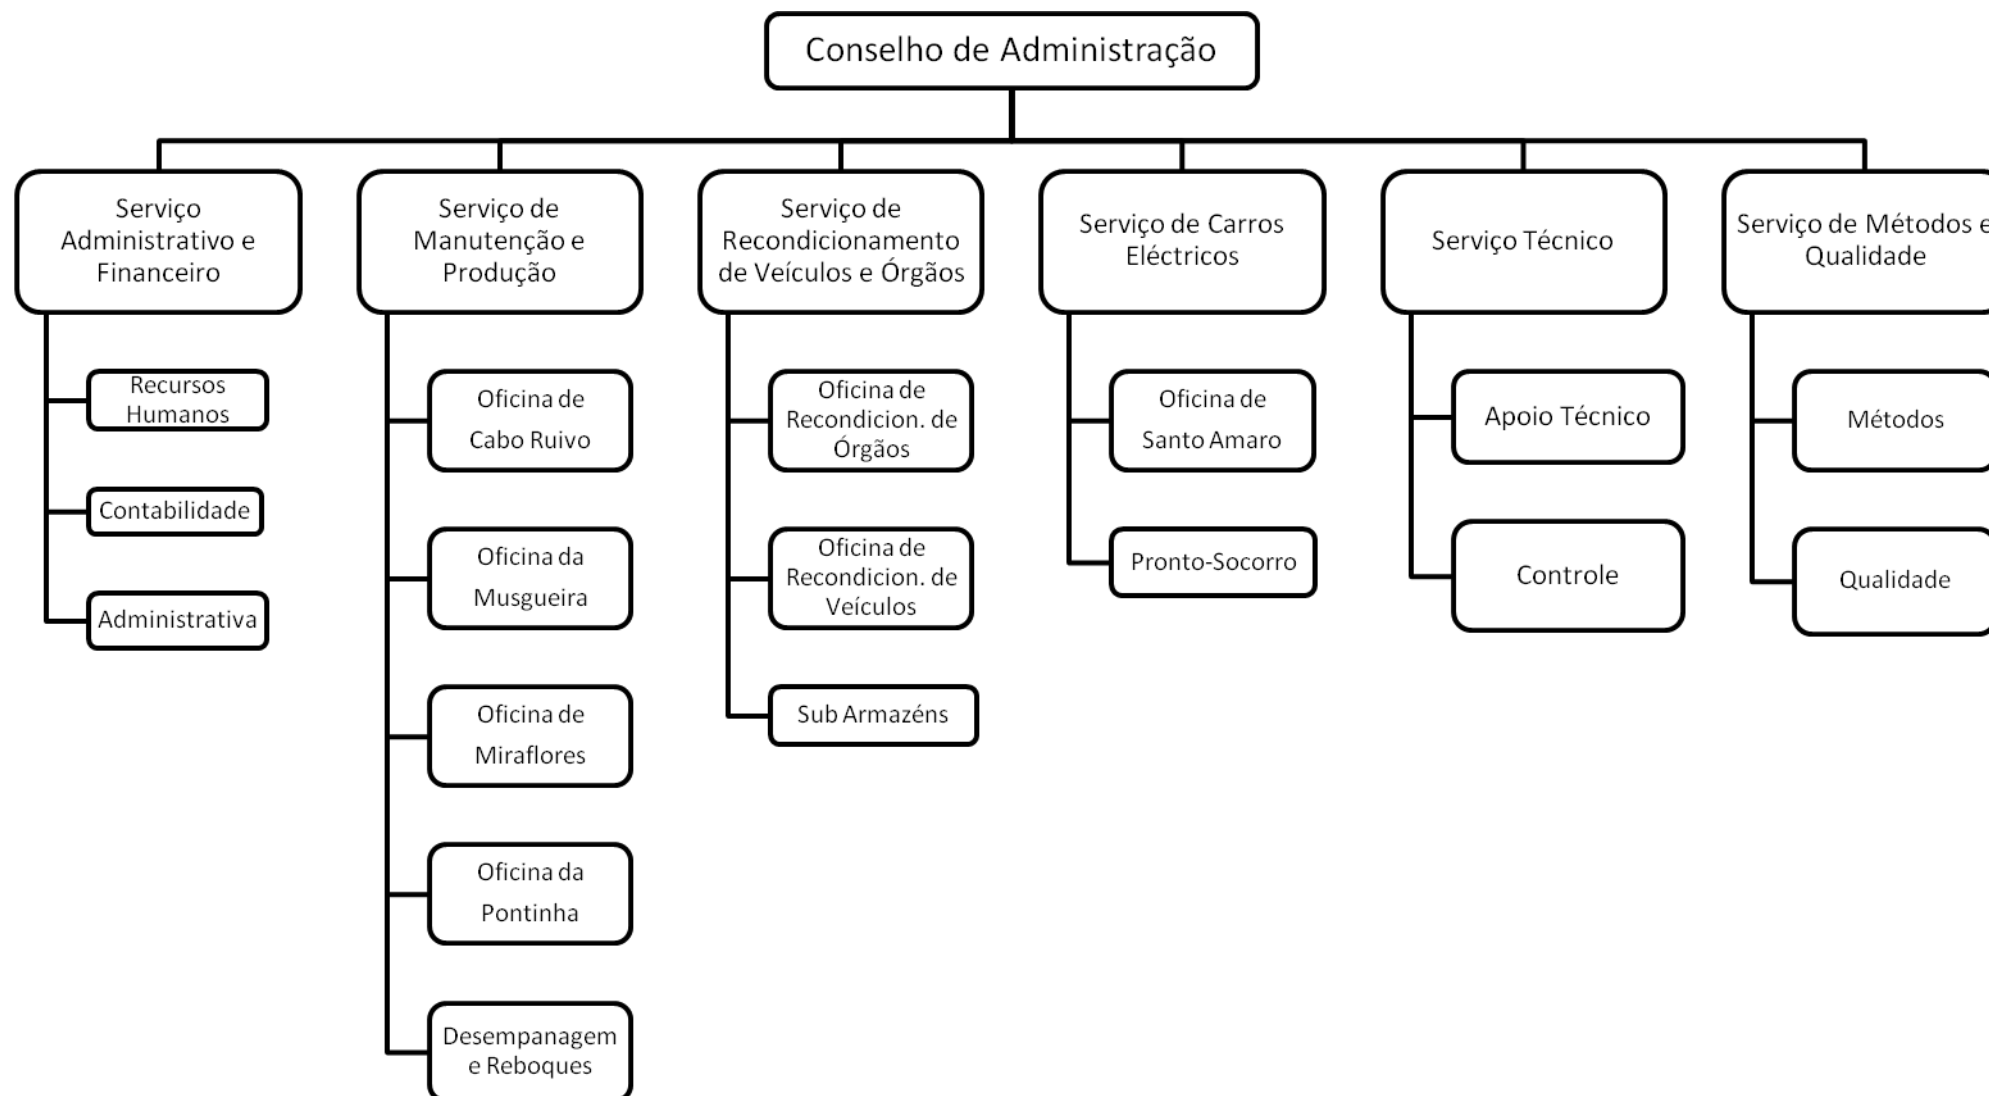 Conselho de Administração
Serviço
Administrativo e
Financeiro
Recursos
Humanos
Contabilidade
Administrativa
Serviço de
Manutenção e
Produção
Oficina de
Cabo Ruivo
Oficina da
Musgueira
Oficina de
Miraflores
Oficina da
Pontinha
Desempanagem
e Reboques
Serviço de
Recondicionamento
de Veículos e Órgãos
Oficina de
Recondicion. de
Órgãos
Oficina de
Recondicion. de
Veículos
Sub Armazéns
Serviço de Carros
Eléctricos
Oficina de
Santo Amaro
Pronto-Socorro
Serviço Técnico
Apoio Técnico
Controle
Serviço de Métodos e
Qualidade
Métodos
Qualidade